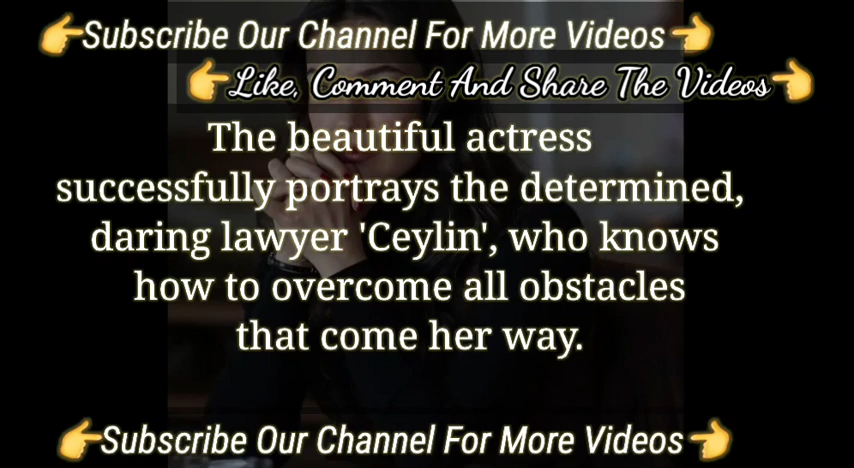 👉Subscribe Our Channel For More Videos👈
👉Like, Comment And Share The Videos👈
The beautiful actress
successfully portrays the determined,
daring lawyer 'Ceylin', who knows
how to overcome all obstacles
that come her way.
👉Subscribe Our Channel For More Videos👈